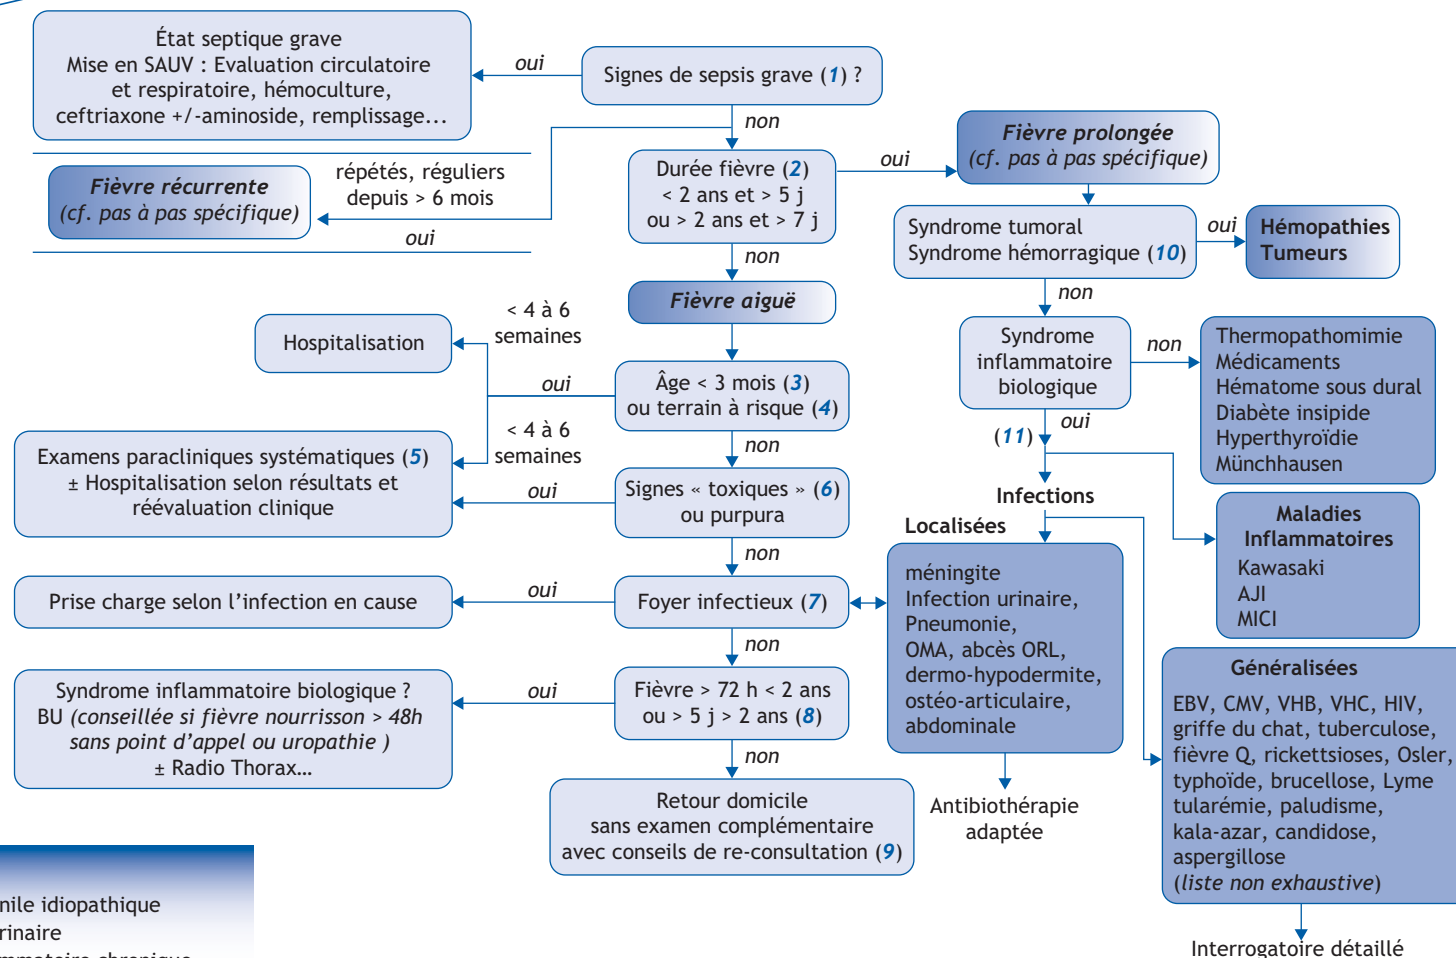 État septique grave
Mise en SAUV : Evaluation circulatoire
et respiratoire, hémoculture,
ceftriaxone +/-aminoside, remplissage...
oui
Signes de sepsis grave (1) ?
non
Fièvre récurrente
(cf. pas à pas spécifique)
répétés, réguliers
depuis > 6 mois
oui
Durée fièvre (2)
< 2 ans et > 5 j
ou > 2 ans et > 7 j
oui
Fièvre prolongée
(cf. pas à pas spécifique)
non
Syndrome tumoral
Syndrome hémorragique (10)
oui
Hémopathies
Tumeurs
non
Fièvre aiguë
Hospitalisation
< 4 à 6
semaines
oui
Âge < 3 mois (3)
ou terrain à risque (4)
< 4 à 6
semaines
non
Syndrome
inflammatoire
biologique
non
Thermopathomimie
Médicaments
Hématome sous dural
Diabète insipide
Hyperthyroïdie
Münchhausen
oui
(11)
Examens paracliniques systématiques (5)
± Hospitalisation selon résultats et
réévaluation clinique
oui
Signes « toxiques » (6)
ou purpura
non
Infections
Localisées
Maladies
Inflammatoires
Kawasaki
AJI
MICI
Prise charge selon l’infection en cause
oui
Foyer infectieux (7)
non
méningite
Infection urinaire,
Pneumonie,
OMA, abcès ORL,
dermo-hypodermite,
ostéo-articulaire,
abdominale
Syndrome inflammatoire biologique ?
BU (conseillée si fièvre nourrisson > 48h
sans point d’appel ou uropathie )
± Radio Thorax…
oui
Fièvre > 72 h < 2 ans
ou > 5 j > 2 ans (8)
non
Généralisées
EBV, CMV, VHB, VHC, HIV,
griffe du chat, tuberculose,
fièvre Q, rickettsioses, Osler,
typhoïde, brucellose, Lyme
tularémie, paludisme,
kala-azar, candidose,
aspergillose
(liste non exhaustive)
Retour domicile
sans examen complémentaire
avec conseils de re-consultation (9)
Antibiothérapie
adaptée
Interrogatoire détaillé
nile idiopathique
rinaire
mmatoire chronique